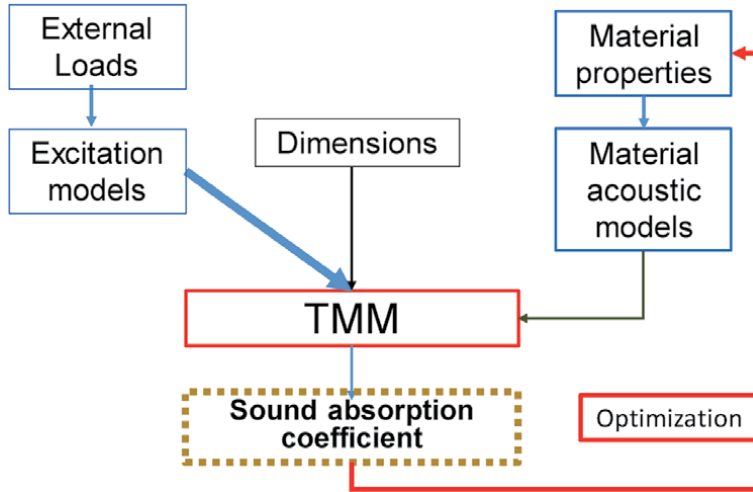 External
Loads
Material
properties
Excitation
models
Dimensions
Material
acoustic
models
TMM
Sound absorption
coefficient
Optimization